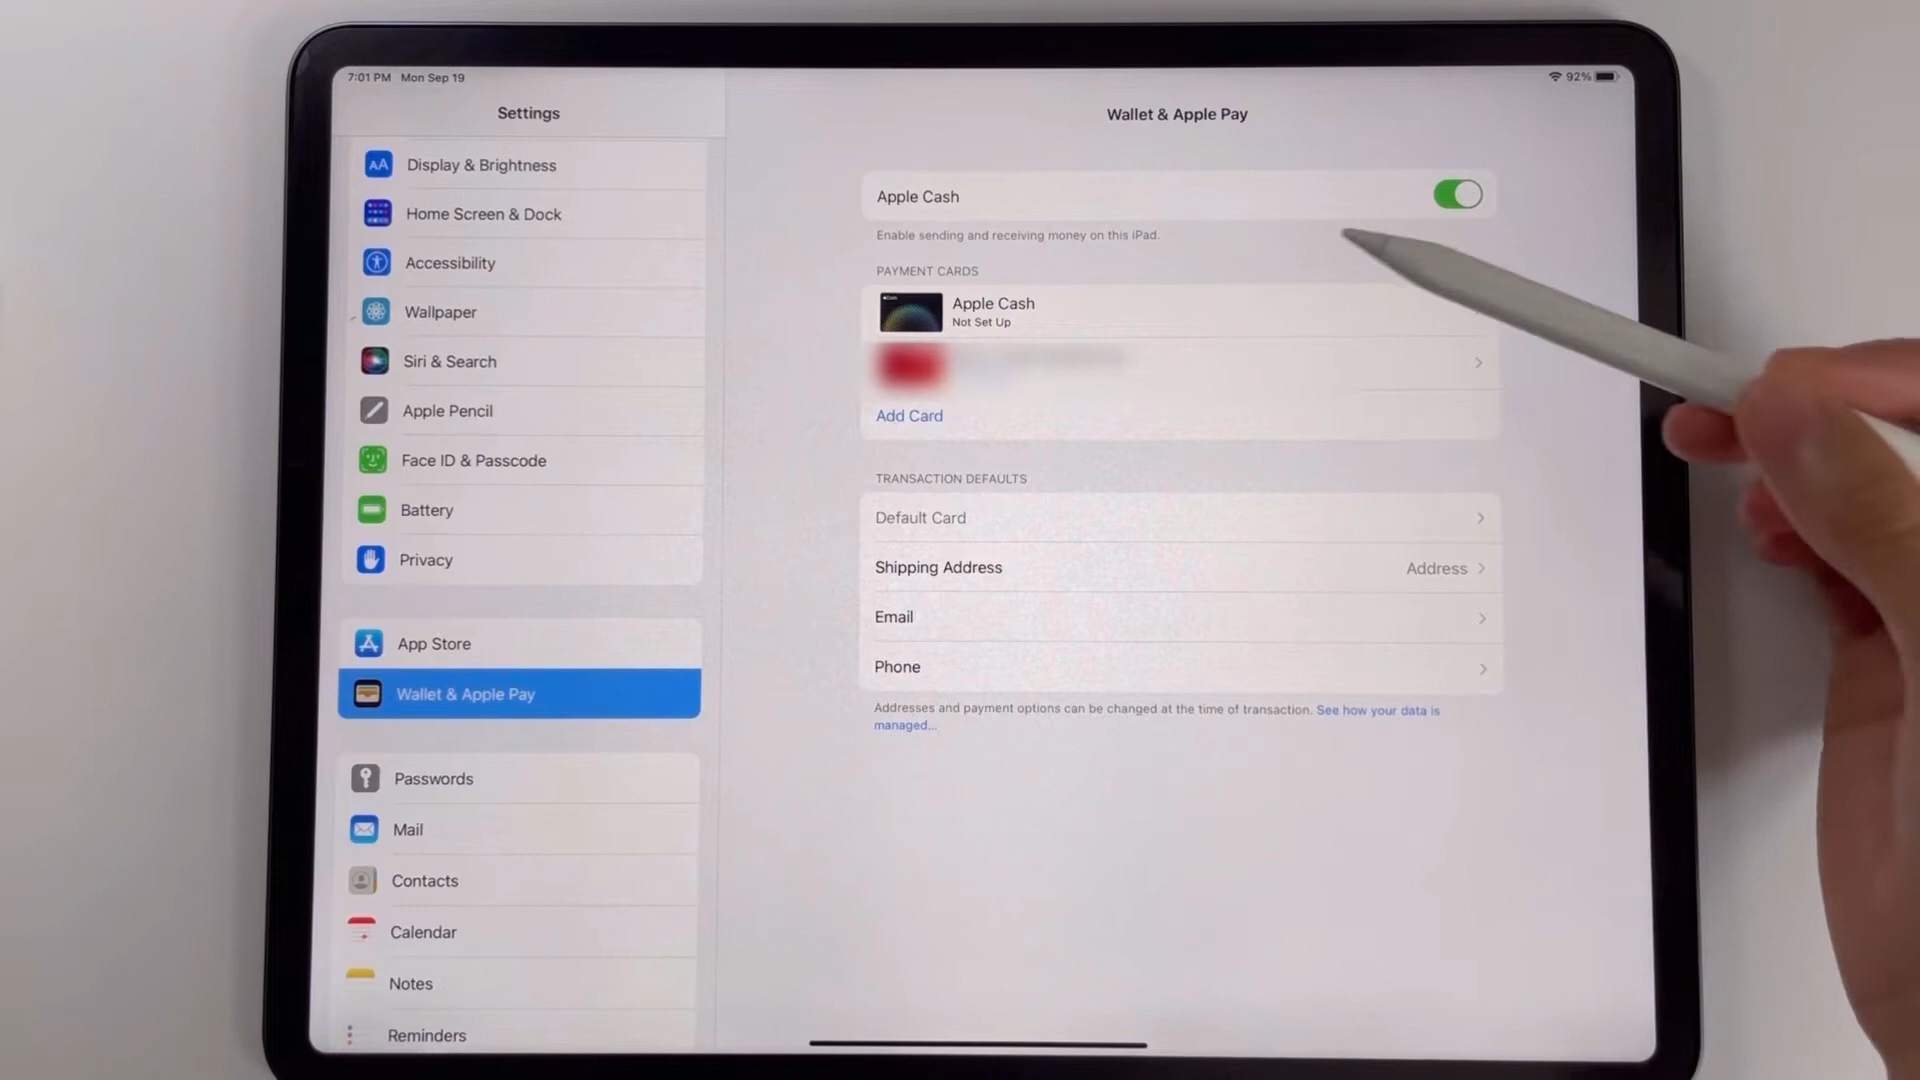 7:01 PM Mon Sep 19
92%
Settings
Display & Brightness
Home Screen & Dock
Accessibility
Wallpaper
Siri & Search
Apple Pencil
Face ID & Passcode
Battery
Privacy
App Store
Wallet & Apple Pay
Passwords
Mail
Contacts
Calendar
Notes
Reminders
Wallet & Apple Pay
Apple Cash
Enable sending and receiving money on this iPad.
PAYMENT CARDS
Apple Cash
Not Set Up
Add Card
TRANSACTION DEFAULTS
Default Card
Shipping Address
Address
Email
Phone
Addresses and payment options can be changed at the time of transaction. See how your data is
managed...